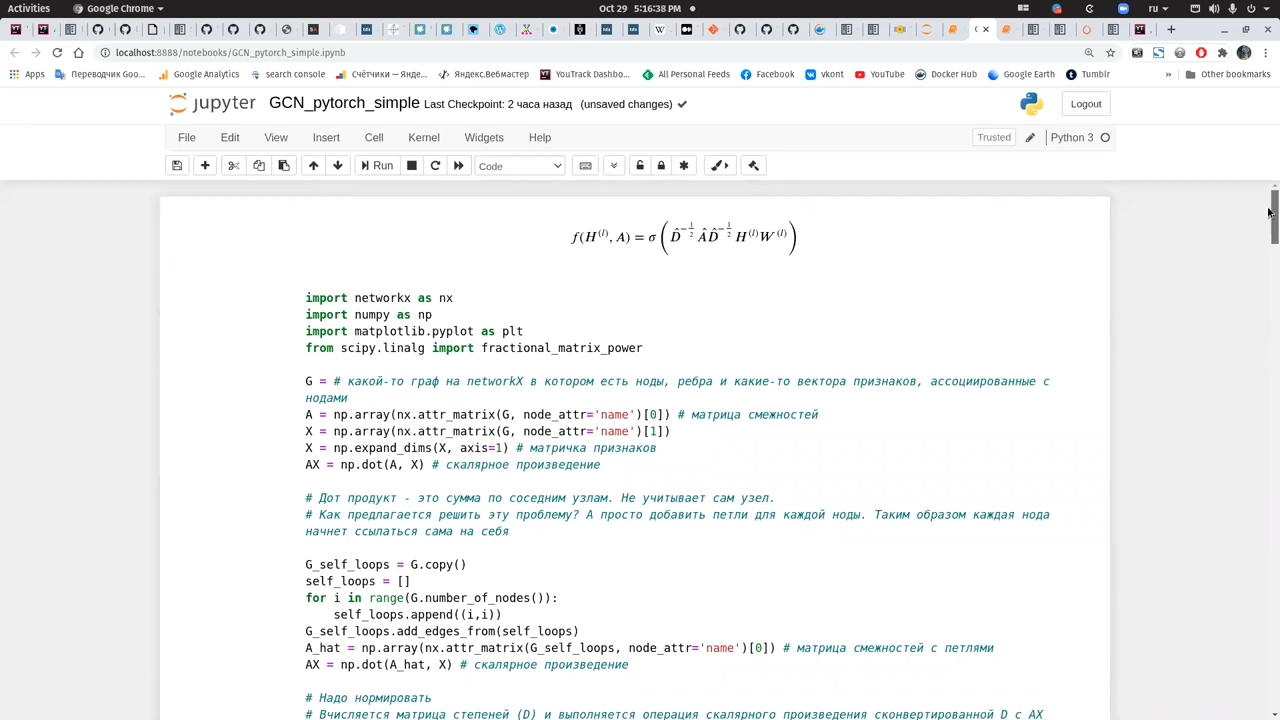 Activities
Google Chrome
Oct 29 5:16:38 PM
ru
localhost:8888/notebooks/GCN_pytorch_simple.ipynb
Apps
Переводчик Goo...
Google Analytics
search console
Счётчики — Янде...
Яндекс.Вебмастер
YouTrack Dashbo...
All Personal Feeds
Facebook
vkont
YouTube
Docker Hub
Google Earth
Tumblr
»
Other bookmarks
jupyter GCN_pytorch_simple Last Checkpoint: 2 часа назад (unsaved changes)
Logout
File Edit View Insert Cell Kernel Widgets Help
Trusted
Python 3
Run
Code
f(H^(l), A) = σ(D̂^(-1/2) Â D̂^(-1/2) H^(l) W^(l))
import networkx as nx
import numpy as np
import matplotlib.pyplot as plt
from scipy.linalg import fractional_matrix_power
G = # какой-то граф на networkX в котором есть ноды, ребра и какие-то вектора признаков, ассоциированные с
нодами
A = np.array(nx.attr_matrix(G, node_attr='name')[0]) # матрица смежностей
X = np.array(nx.attr_matrix(G, node_attr='name')[1])
X = np.expand_dims(X, axis=1) # матричка признаков
AX = np.dot(A, X) # скалярное произведение
# Дот продукт - это сумма по соседним узлам. Не учитывает сам узел.
# Как предлагается решить эту проблему? А просто добавить петли для каждой ноды. Таким образом каждая нода
начнет ссылаться сама на себя
G_self_loops = G.copy()
self_loops = []
for i in range(G.number_of_nodes()):
    self_loops.append((i,i))
G_self_loops.add_edges_from(self_loops)
A_hat = np.array(nx.attr_matrix(G_self_loops, node_attr='name')[0]) # матрица смежностей с петлями
AX = np.dot(A_hat, X) # скалярное произведение
# Надо нормировать
# Вчисляется матрица степеней (D) и выполняется операция скалярного произведения сконвертированной D с AX